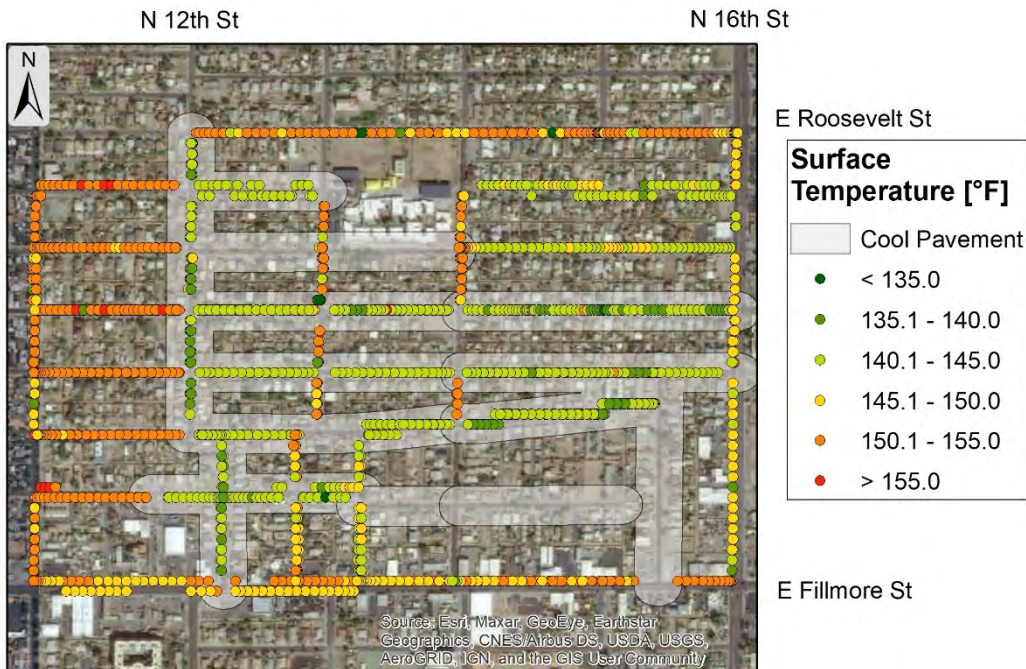 N 12th St
N 16th St
N
E Roosevelt St
Surface
Temperature [°F]
Cool Pavement
< 135.0
135.1 - 140.0
140.1 - 145.0
145.1 - 150.0
150.1 - 155.0
> 155.0
E Fillmore St
Source: Esri, Maxar, GeoEye, Earthstar
Geographics, CNES/Airbus DS, USDA, USGS,
AeroGRID, IGN, and the GIS User Community